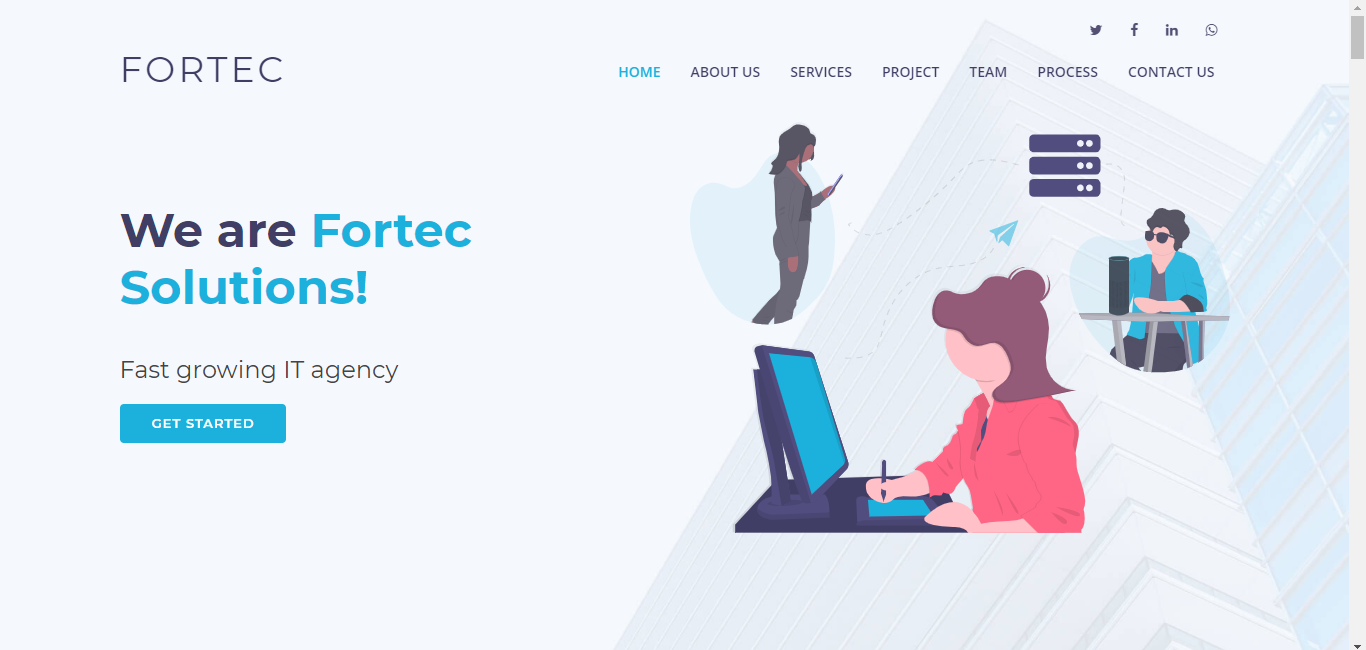 FORTEC
HOME ABOUT US SERVICES PROJECT TEAM PROCESS CONTACT US
We are Fortec
Solutions!
Fast growing IT agency
GET STARTED